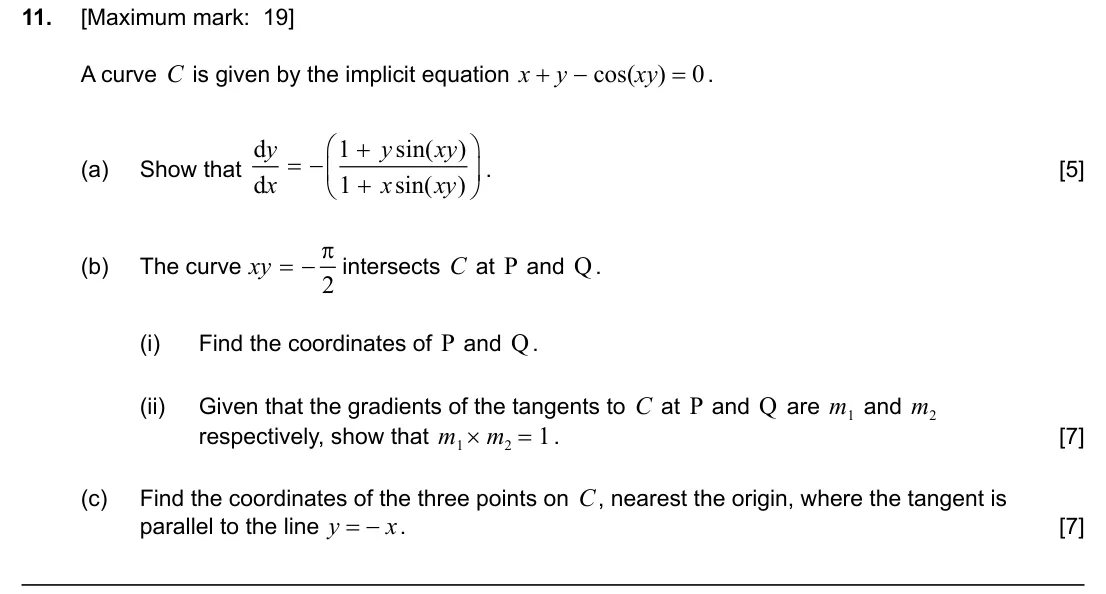 11. [Maximum mark: 19]
A curve C is given by the implicit equation x + y − cos(xy) = 0.
(a) Show that dy/dx = −((1 + y sin(xy))/(1 + x sin(xy))). [5]
(b) The curve xy = −π/2 intersects C at P and Q.
(i) Find the coordinates of P and Q.
(ii) Given that the gradients of the tangents to C at P and Q are m₁ and m₂
respectively, show that m₁ × m₂ = 1. [7]
(c) Find the coordinates of the three points on C, nearest the origin, where the tangent is
parallel to the line y = − x. [7]